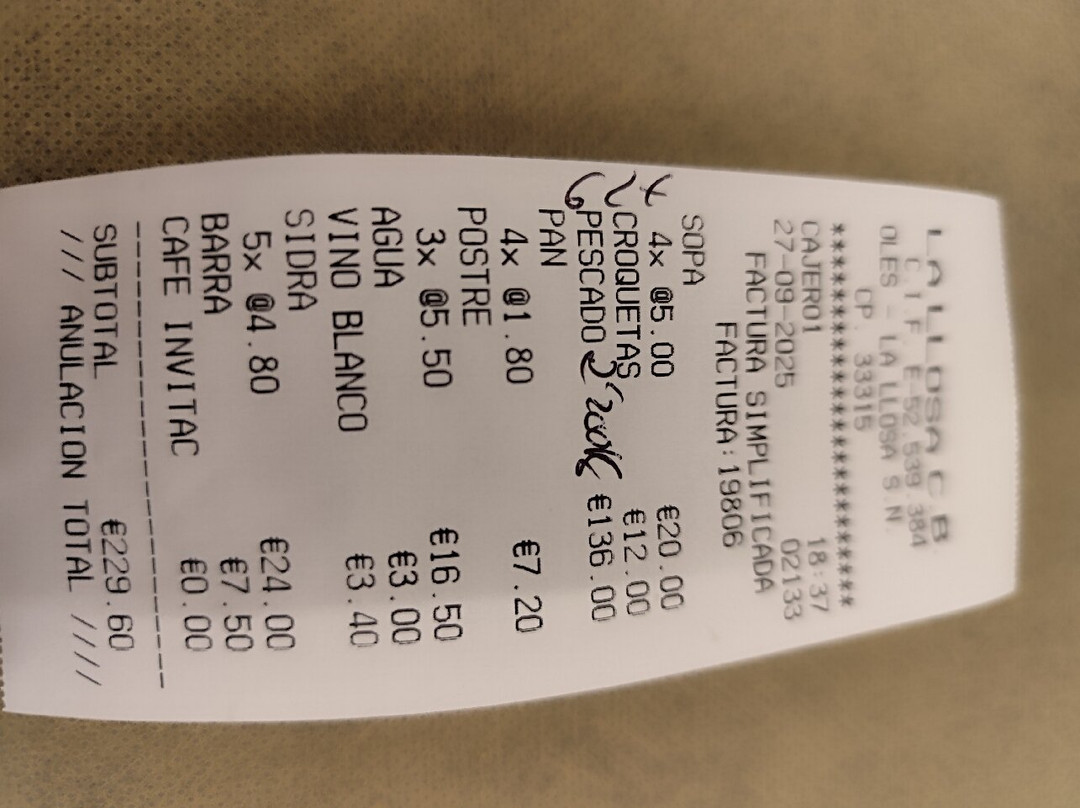 LA LLOSA C B
C I F E-52.539.384
OLES - LA LLOSA S.N.
CP. 33315
******************************
CAJERO1 18:37
27-09-2025 02133
FACTURA SIMPLIFICADA
FACTURA:19806
SOPA
4x @5.00 €20.00
CROQUETAS €12.00
PESCADO €136.00
PAN
4x @1.80 €7.20
POSTRE
3x @5.50 €16.50
AGUA €3.00
VINO BLANCO €3.40
SIDRA
5x @4.80 €24.00
BARRA €7.50
CAFE INVITAC €0.00
------------------------------
SUBTOTAL €229.60
/// ANULACION TOTAL ////